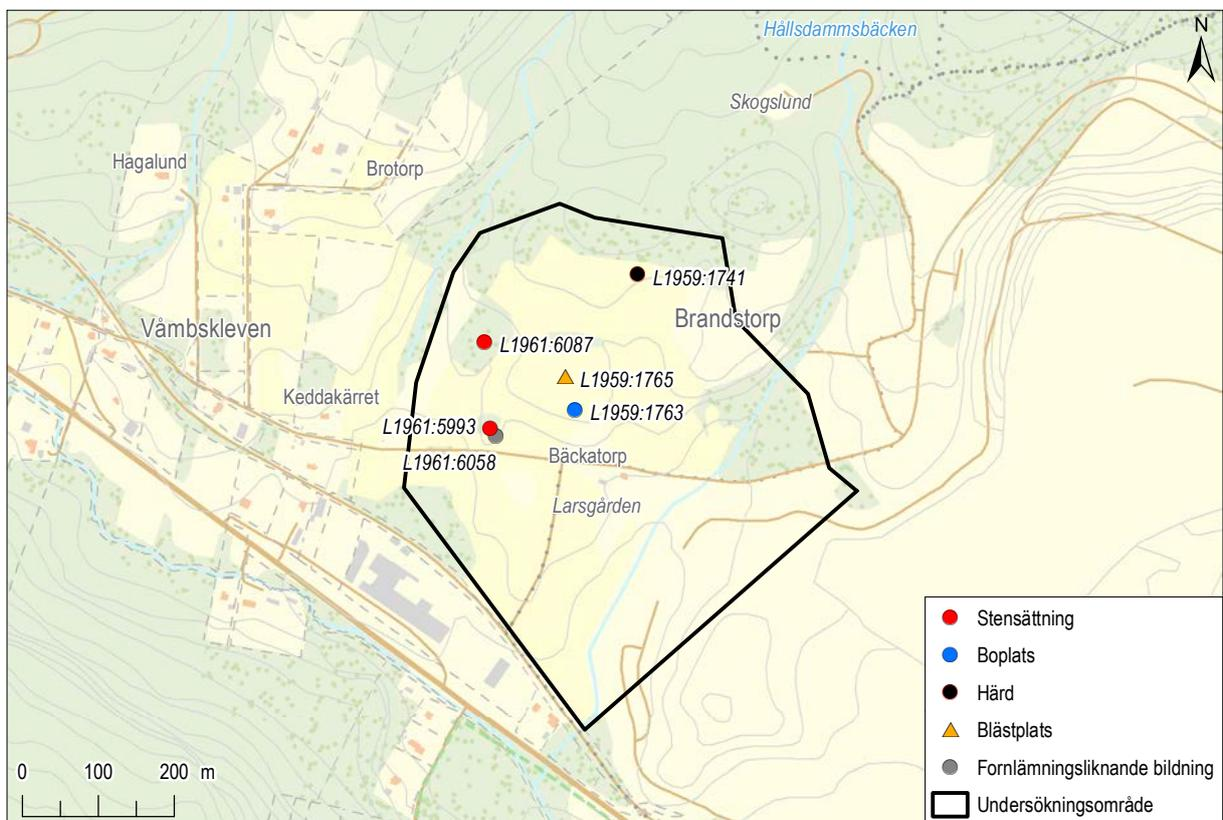 Hållsdammsbäcken
N
Skogslund
Hagalund
Brotorp
L1959:1741
Brandstorp
Våmbskleven
L1961:6087
L1959:1765
Keddakärret
L1959:1763
L1961:5993
Bäckatorp
L1961:6058
Larsgården
Stensättning
Boplats
Härd
Blästplats
Fornlämningsliknande bildning
Undersökningsområde
0 100 200 m